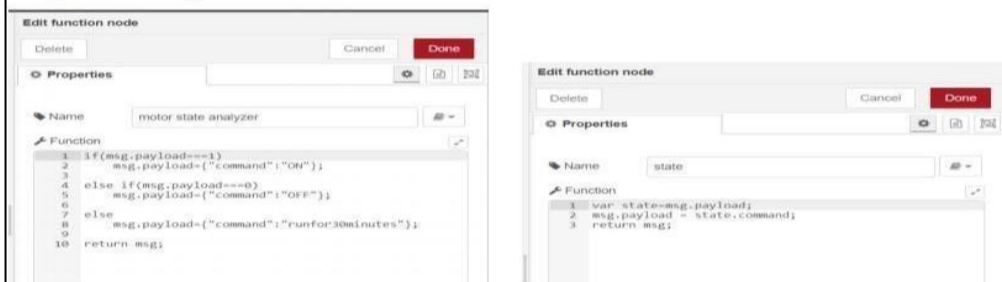 Edit function node
Delete
Cancel
Done
Properties
Name
motor state analyzer
Function
1 if(msg.payload===1)
2 msg.payload={"command":"ON"};
3
4 else if(msg.payload===0)
5 msg.payload={"command":"OFF"};
6
7 else
8 msg.payload={"command":"runfor30minutes"};
9
10 return msg;
Edit function node
Delete
Cancel
Done
Properties
Name
state
Function
1 var state=msg.payload;
2 msg.payload = state.command;
3 return msg;